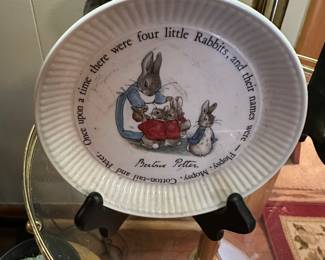 Once upon a time there were four little Rabbits, and their names were — Flopsy, Mopsy, Cotton-tail and Peter.
Beatrix Potter